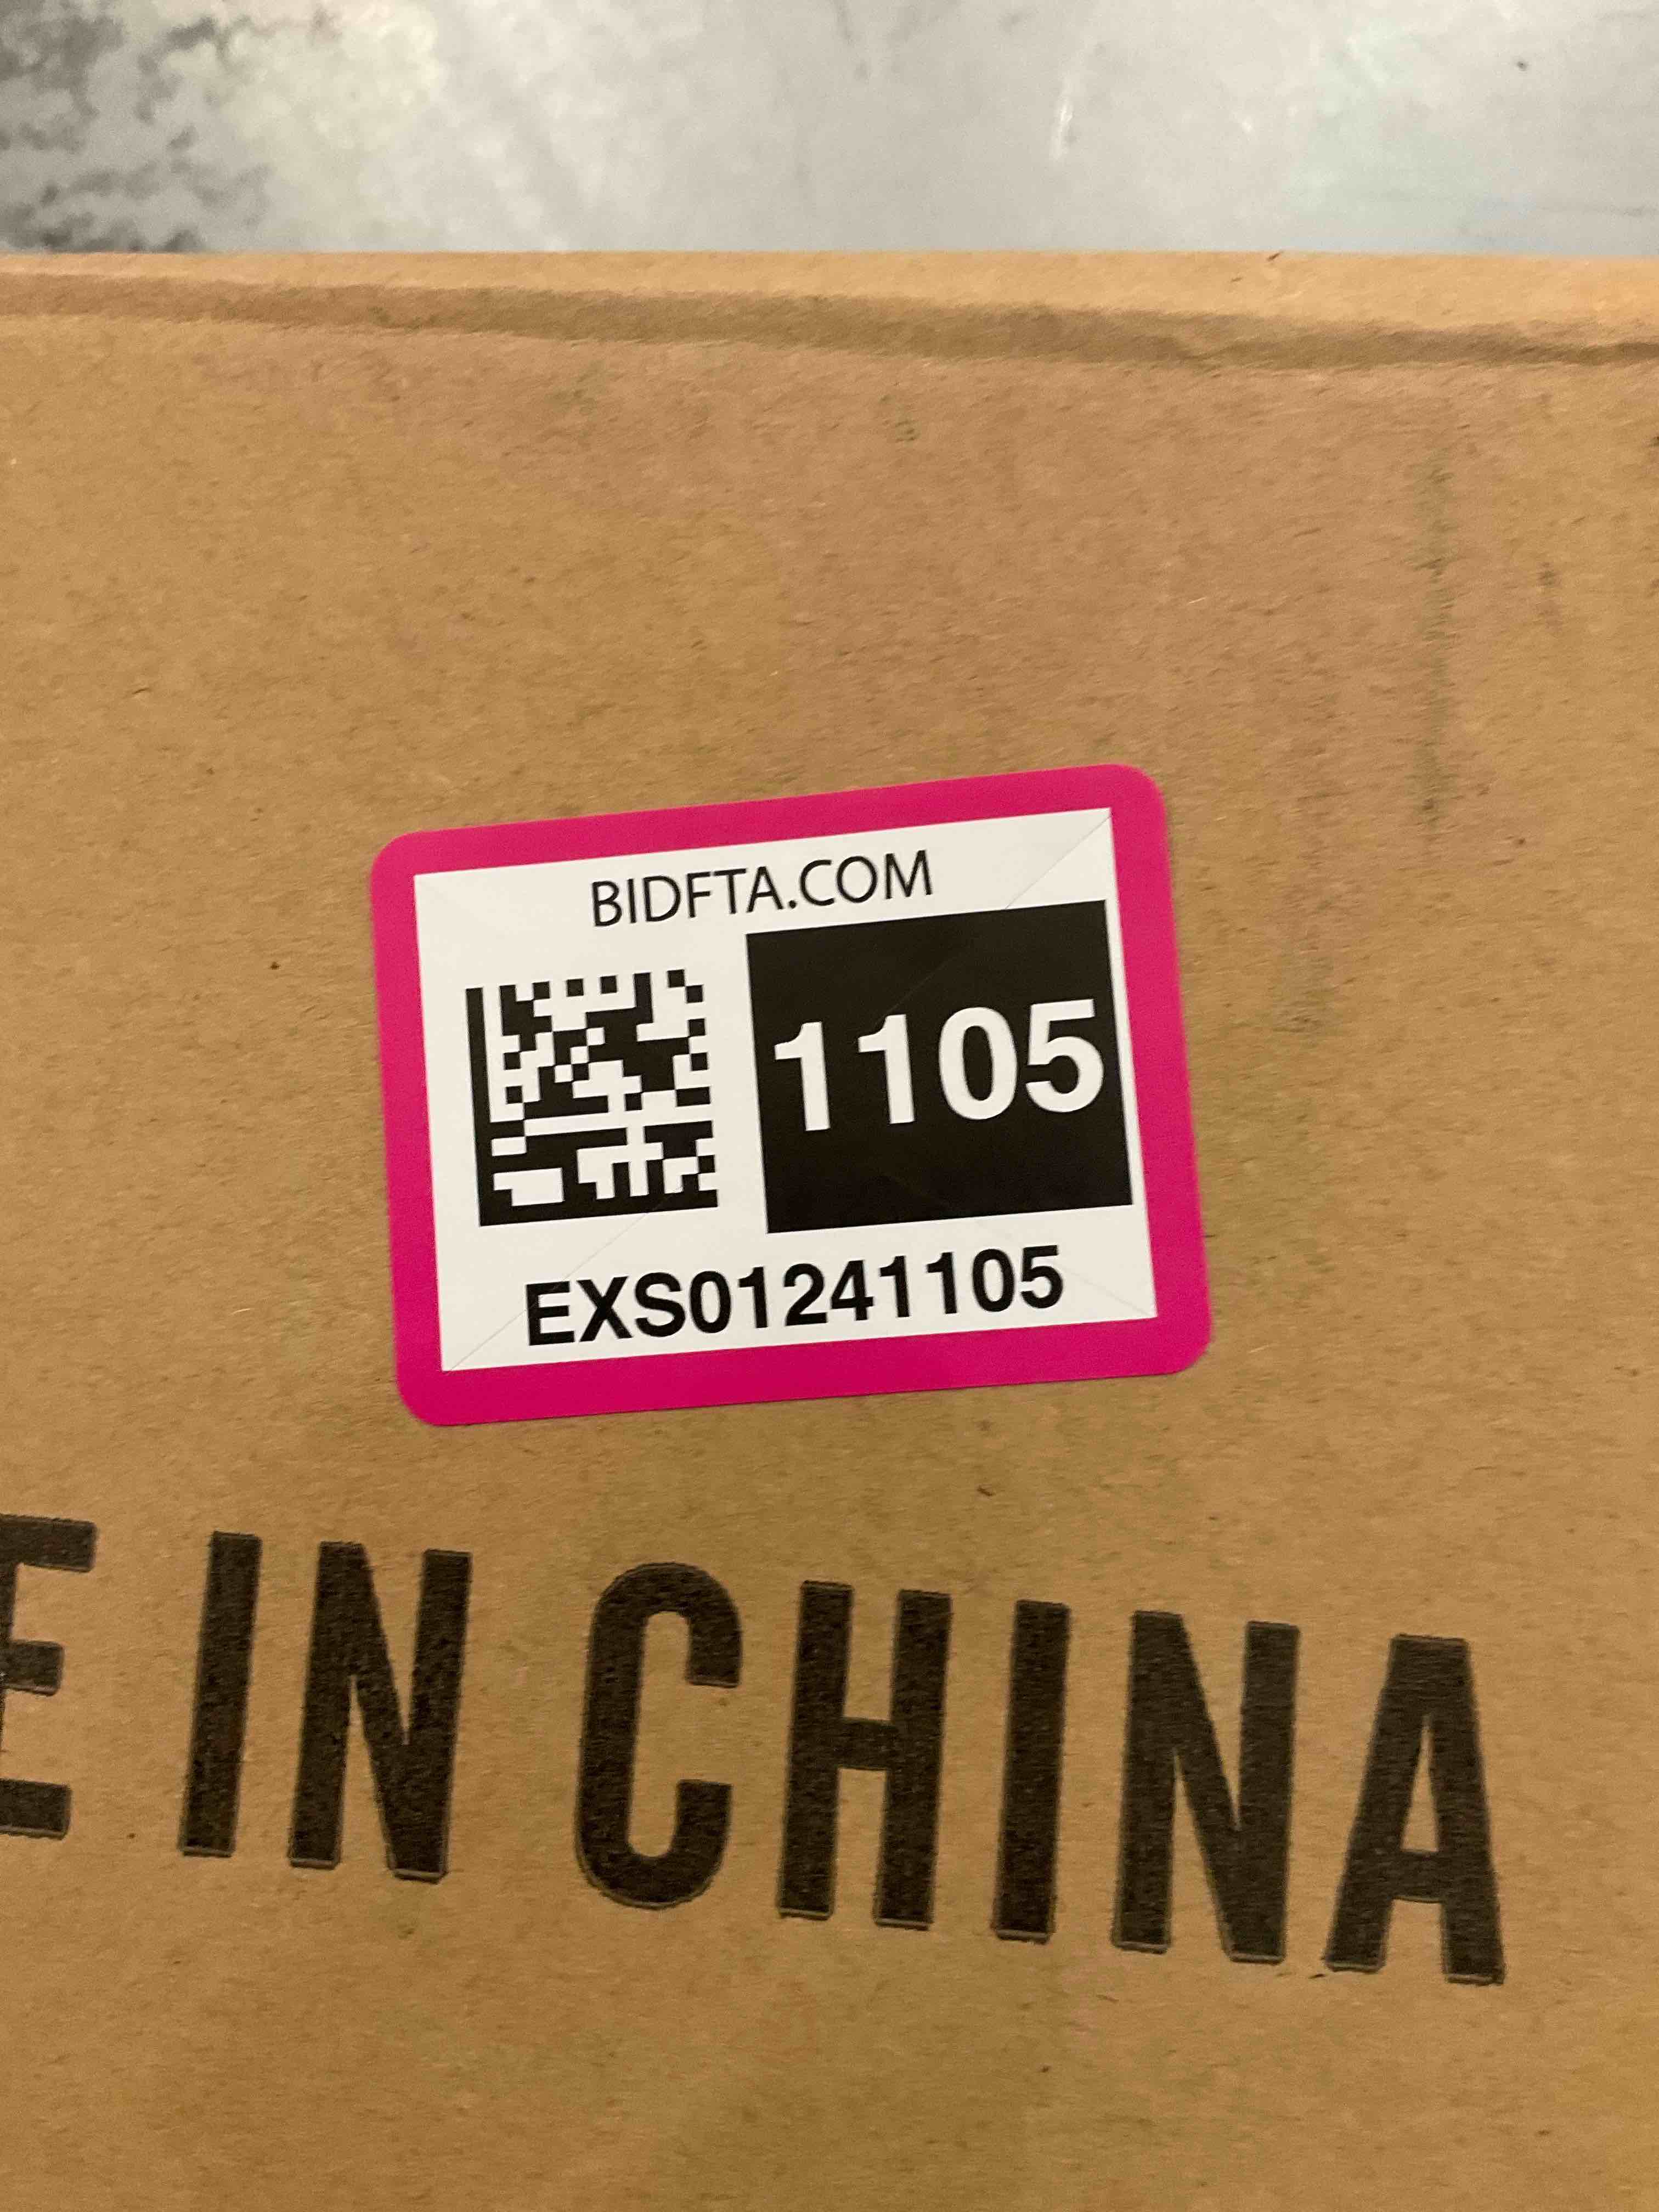 BIDFTA.COM
1105
EXS01241105
E IN CHINA